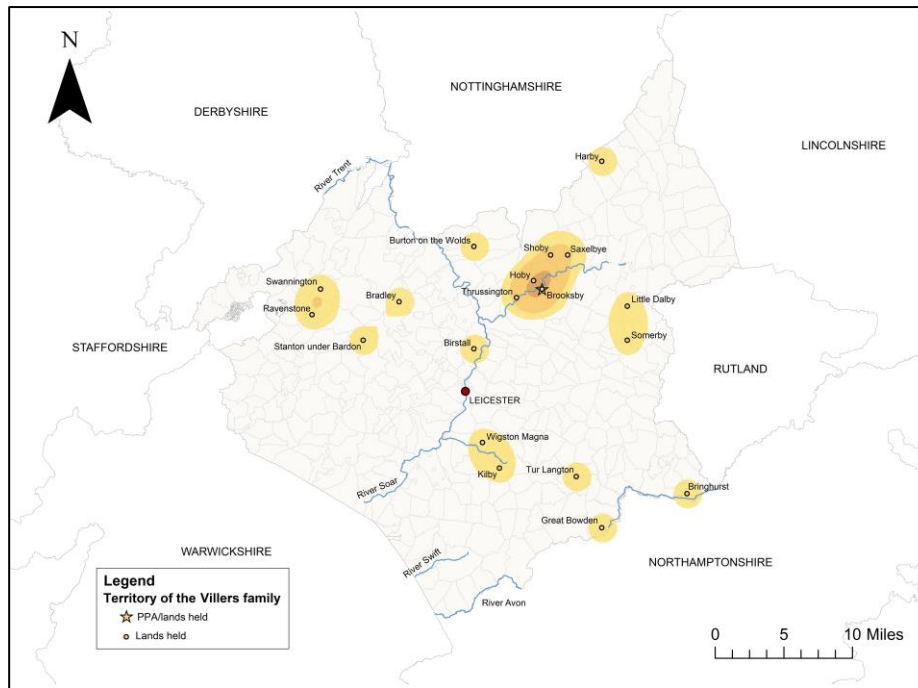 N
NOTTINGHAMSHIRE
DERBYSHIRE
LINCOLNSHIRE
Harby
River Trent
Burton on the Wolds
Shoby
Saxelbye
Hoby
Swannington
Bradley
Thrussington
Brooksby
Little Dalby
Ravenstone
STAFFORDSHIRE
Stanton under Bardon
Birstall
Somerby
RUTLAND
LEICESTER
Wigston Magna
Kilby
Tur Langton
River Soar
Bringhurst
Great Bowden
WARWICKSHIRE
River Swift
NORTHAMPTONSHIRE
River Avon
Legend
Territory of the Villers family
PPA/lands held
Lands held
0 5 10 Miles